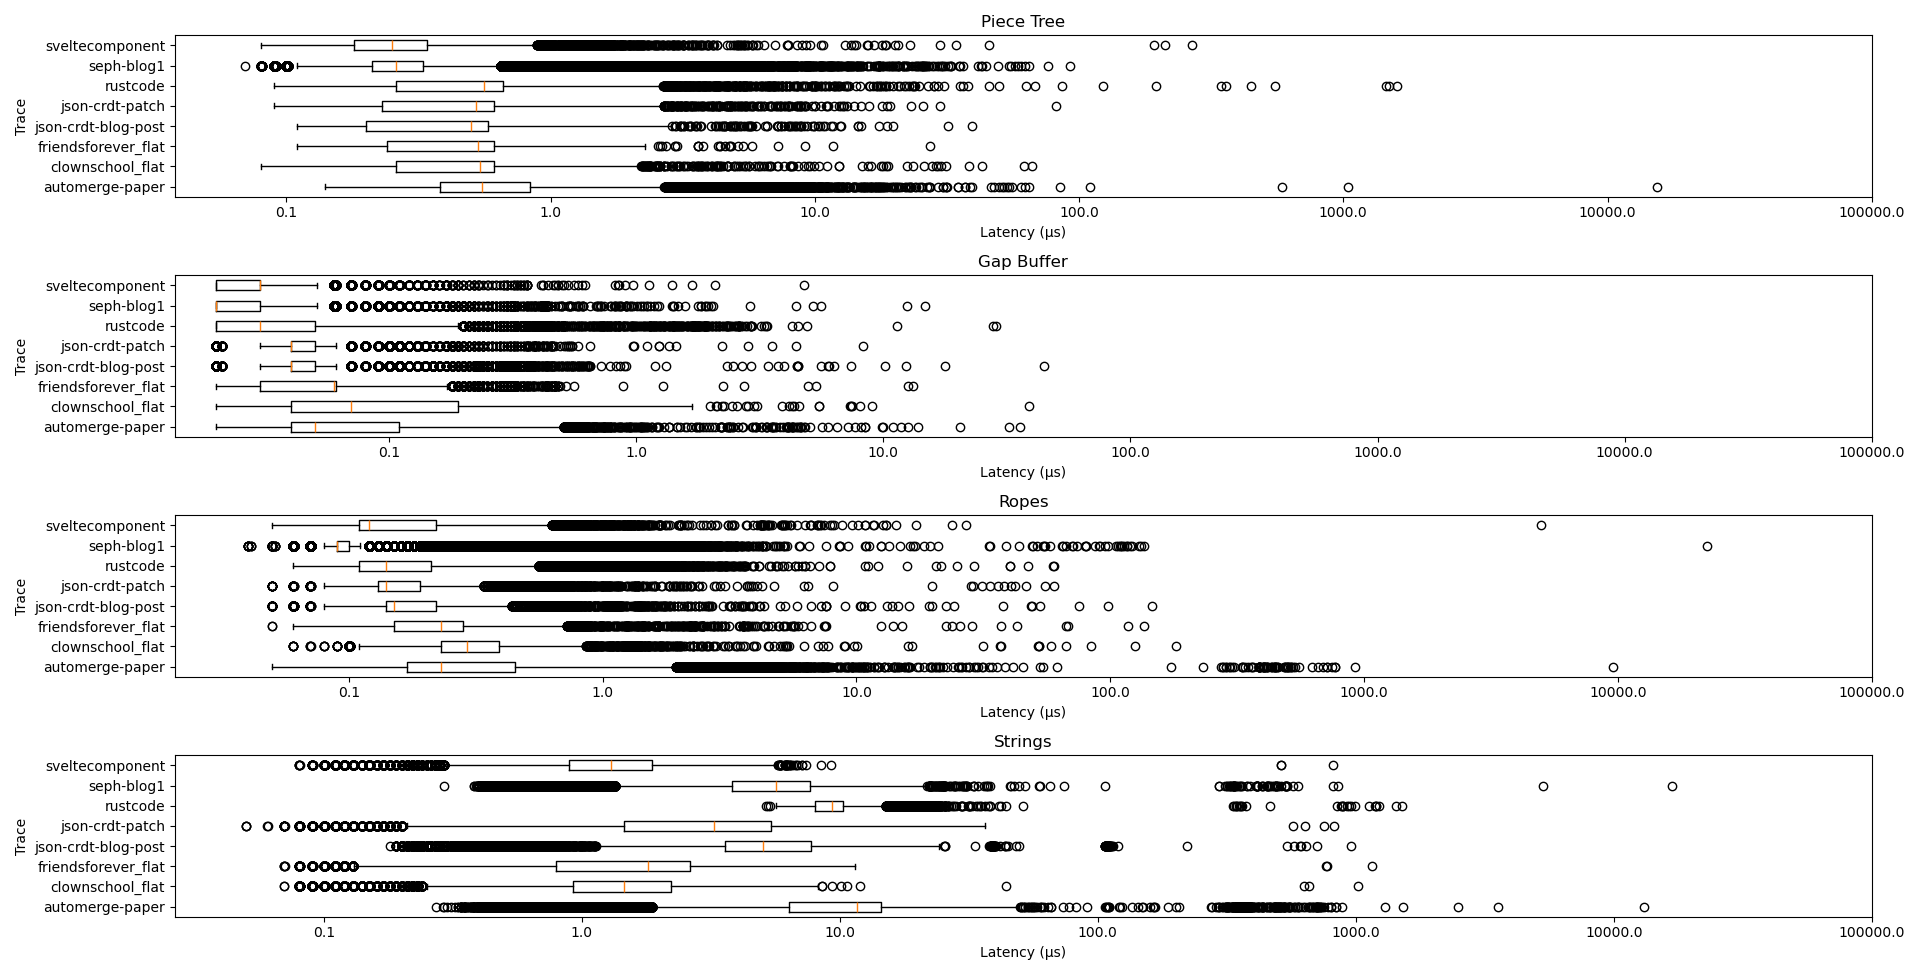 Piece Tree
Trace
sveltecomponent
seph-blog1
rustcode
json-crdt-patch
json-crdt-blog-post
friendsforever_flat
clownschool_flat
automerge-paper
0.1 1.0 10.0 100.0 1000.0 10000.0 100000.0
Latency (µs)
Gap Buffer
Trace
sveltecomponent
seph-blog1
rustcode
json-crdt-patch
json-crdt-blog-post
friendsforever_flat
clownschool_flat
automerge-paper
0.1 1.0 10.0 100.0 1000.0 10000.0 100000.0
Latency (µs)
Ropes
Trace
sveltecomponent
seph-blog1
rustcode
json-crdt-patch
json-crdt-blog-post
friendsforever_flat
clownschool_flat
automerge-paper
0.1 1.0 10.0 100.0 1000.0 10000.0 100000.0
Latency (µs)
Strings
Trace
sveltecomponent
seph-blog1
rustcode
json-crdt-patch
json-crdt-blog-post
friendsforever_flat
clownschool_flat
automerge-paper
0.1 1.0 10.0 100.0 1000.0 10000.0 100000.0
Latency (µs)